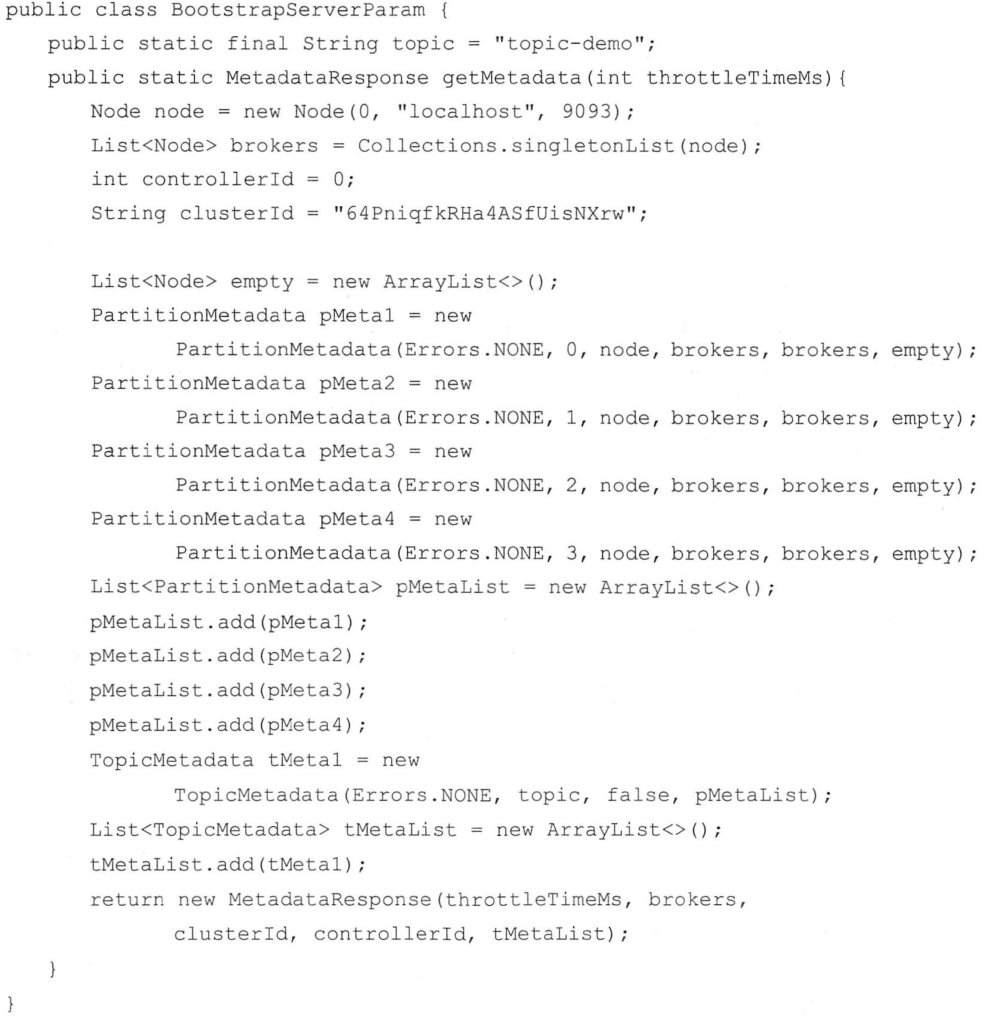 public class BootstrapServerParam {
    public static final String topic = "topic-demo";
    public static MetadataResponse getMetadata(int throttleTimeMs){
        Node node = new Node(0, "localhost", 9093);
        List<Node> brokers = Collections.singletonList(node);
        int controllerId = 0;
        String clusterId = "64PniqfkRHa4ASfUisNXrw";

        List<Node> empty = new ArrayList<>();
        PartitionMetadata pMeta1 = new
                PartitionMetadata(Errors.NONE, 0, node, brokers, brokers, empty);
        PartitionMetadata pMeta2 = new
                PartitionMetadata(Errors.NONE, 1, node, brokers, brokers, empty);
        PartitionMetadata pMeta3 = new
                PartitionMetadata(Errors.NONE, 2, node, brokers, brokers, empty);
        PartitionMetadata pMeta4 = new
                PartitionMetadata(Errors.NONE, 3, node, brokers, brokers, empty);
        List<PartitionMetadata> pMetaList = new ArrayList<>();
        pMetaList.add(pMeta1);
        pMetaList.add(pMeta2);
        pMetaList.add(pMeta3);
        pMetaList.add(pMeta4);
        TopicMetadata tMeta1 = new
                TopicMetadata(Errors.NONE, topic, false, pMetaList);
        List<TopicMetadata> tMetaList = new ArrayList<>();
        tMetaList.add(tMeta1);
        return new MetadataResponse(throttleTimeMs, brokers,
                clusterId, controllerId, tMetaList);
    }
}